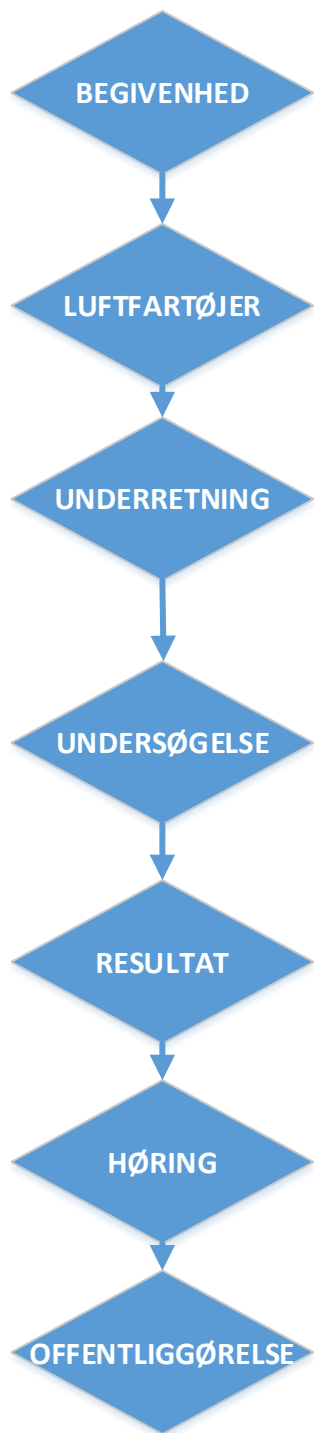 BEGIVENHED
LUFTFARTØJER
UNDERRETNING
UNDERSØGELSE
RESULTAT
HØRING
OFFENTLIGGØRELSE